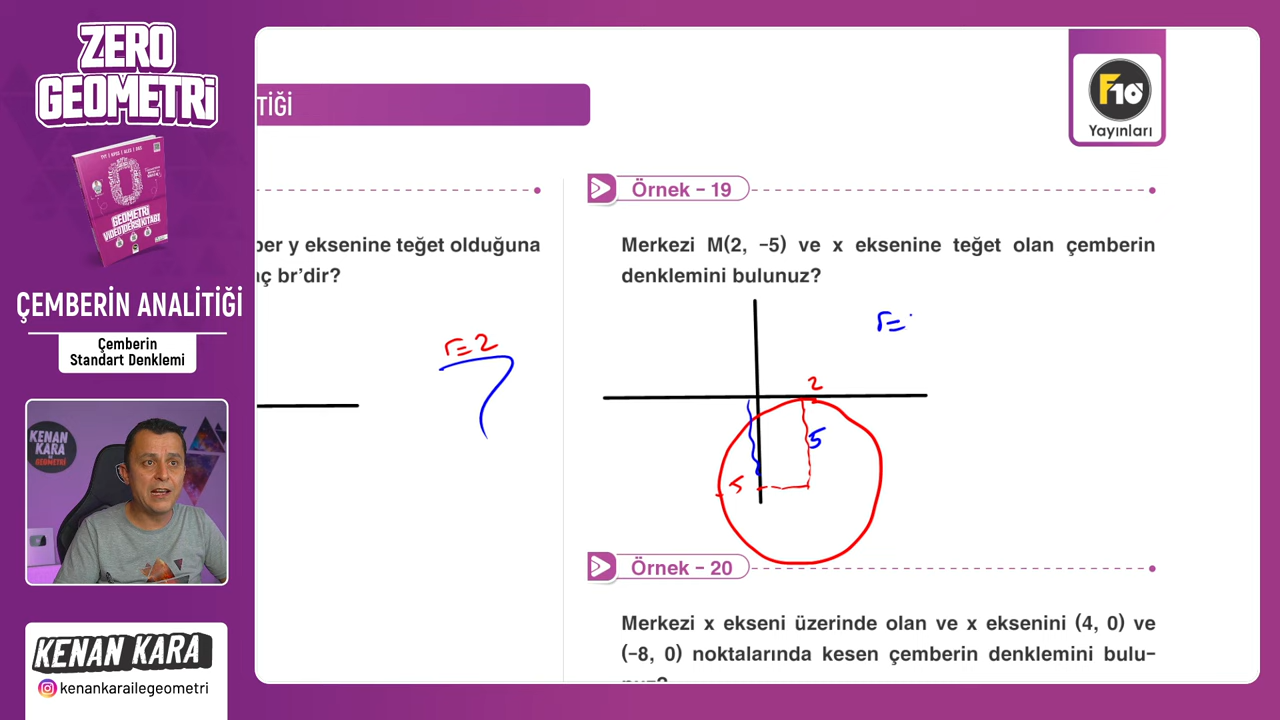 ZERO
GEOMETRİ
GEOMETRİ
ÇEMBERİN ANALİTİĞİ
Çemberin
Standart Denklemi
KENAN
KARA
GEOMETRİ
KENAN KARA
kenankarailegeometri
TİĞİ
ber y eksenine teğet olduğuna
ç br’dir?
r=2
F10
Yayınları
Örnek - 19
Merkezi M(2, -5) ve x eksenine teğet olan çemberin
denklemini bulunuz?
r=
2
5
-5
Örnek - 20
Merkezi x ekseni üzerinde olan ve x eksenini (4, 0) ve
(-8, 0) noktalarında kesen çemberin denklemini bulu-